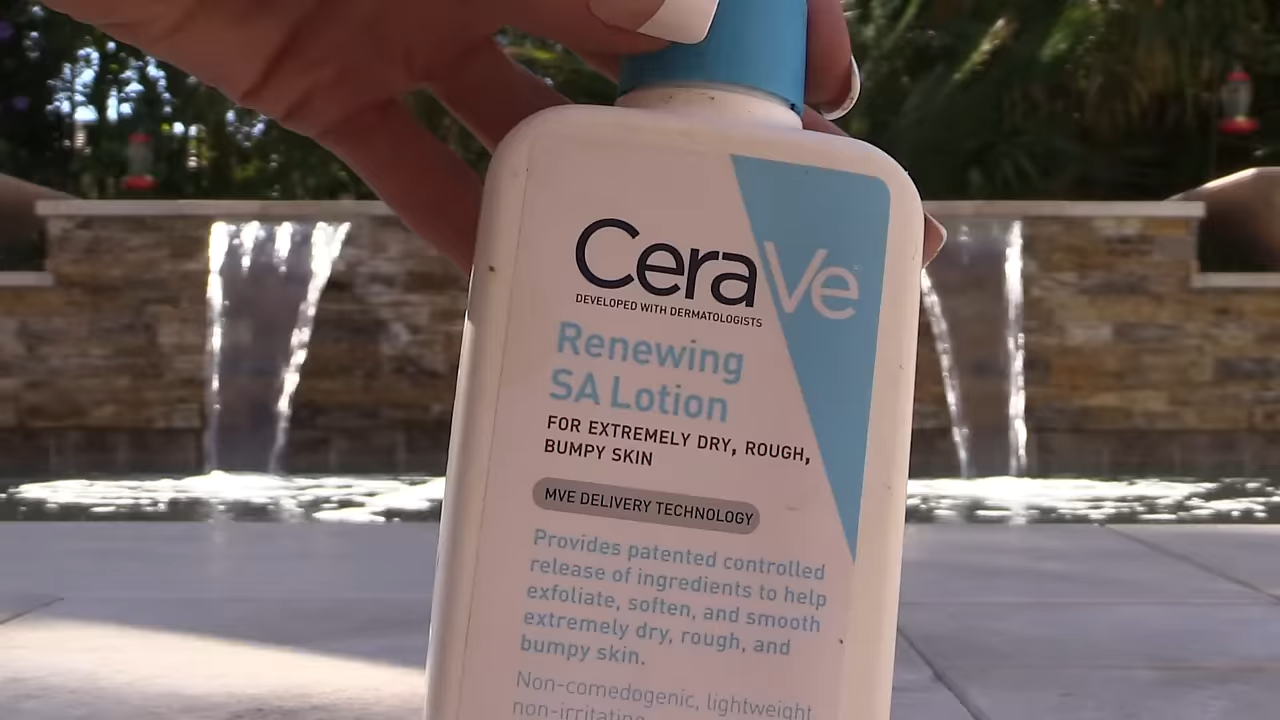 CeraVe
DEVELOPED WITH DERMATOLOGISTS
Renewing
SA Lotion
FOR EXTREMELY DRY, ROUGH,
BUMPY SKIN
MVE DELIVERY TECHNOLOGY
Provides patented controlled
release of ingredients to help
exfoliate, soften, and smooth
extremely dry, rough, and
bumpy skin.
Non-comedogenic, lightweight